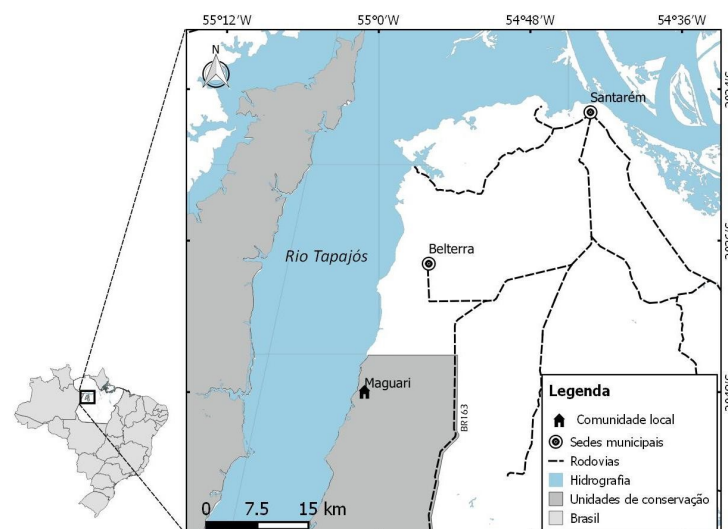 55°12'W 55°0'W 54°48'W 54°36'W
N
Santarém
Belterra
Rio Tapajós
Maguari
BR163
Legenda
Comunidade local
Sedes municipais
Rodovias
Hidrografia
Unidades de conservação
Brasil
0 7.5 15 km